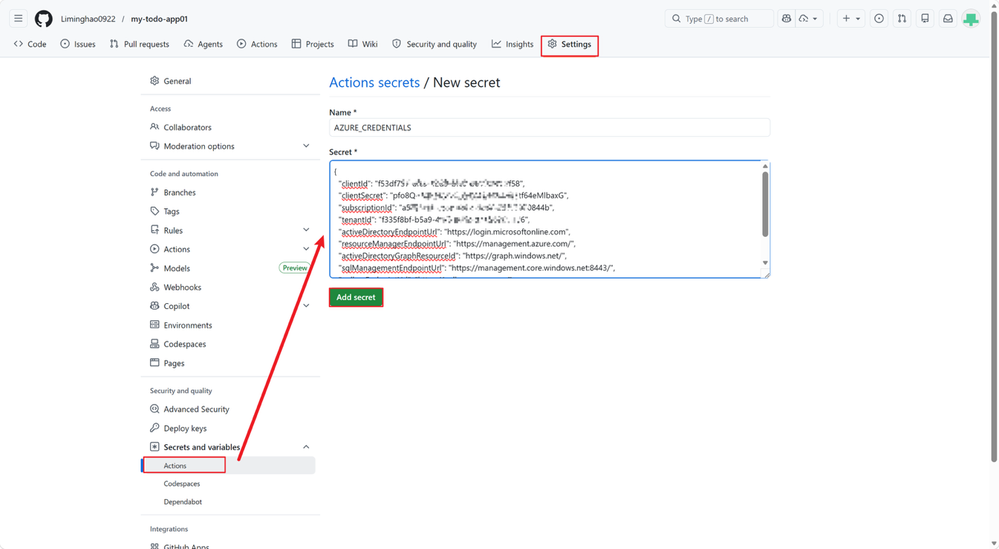 Liminghao0922 / my-todo-app01
Type / to search
Code
Issues
Pull requests
Agents
Actions
Projects
Wiki
Security and quality
Insights
Settings
General
Access
Collaborators
Moderation options
Code and automation
Branches
Tags
Rules
Actions
Models
Preview
Webhooks
Copilot
Environments
Codespaces
Pages
Security and quality
Advanced Security
Deploy keys
Secrets and variables
Actions
Codespaces
Dependabot
Integrations
GitHub Apps
Actions secrets / New secret
Name *
AZURE_CREDENTIALS
Secret *
{
"clientId": "f53df75 f58",
"clientSecret": "pfo8Q tf64eMlbaxG",
"subscriptionId": "a5 0844b",
"tenantId": "f335f8bf-b5a9-4 6",
"activeDirectoryEndpointUrl": "https://login.microsoftonline.com",
"resourceManagerEndpointUrl": "https://management.azure.com/",
"activeDirectoryGraphResourceId": "https://graph.windows.net/",
"sqlManagementEndpointUrl": "https://management.core.windows.net:8443/",
Add secret